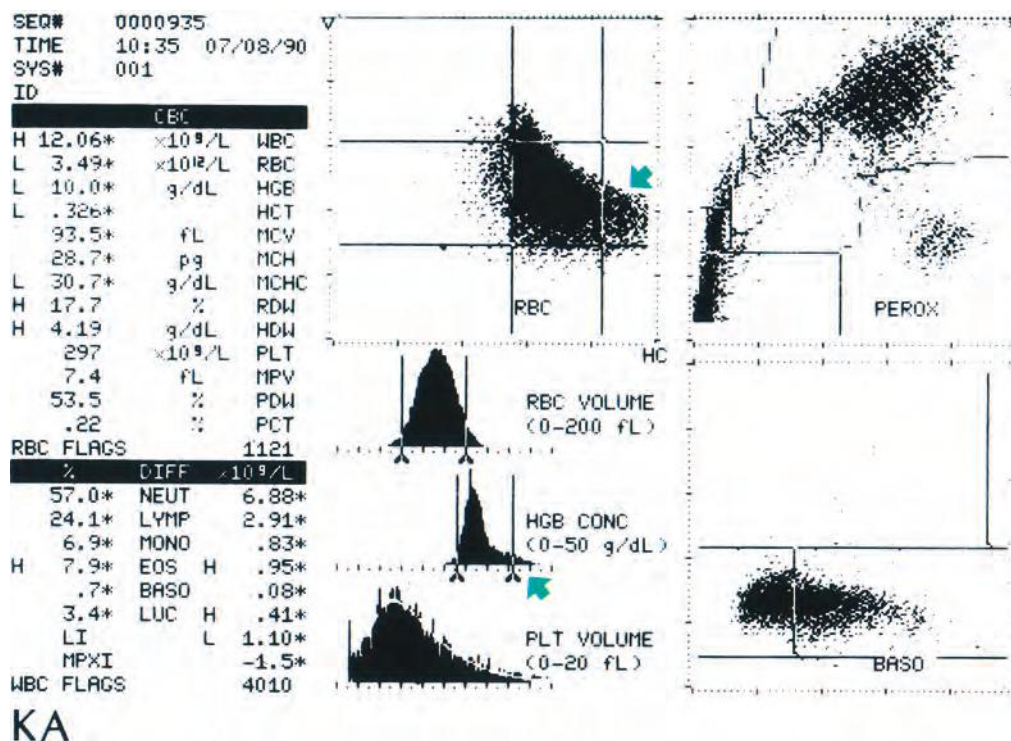 SEQ# 0000935
TIME 10:35 07/08/90
SYS# 001
ID
CBC
H 12.06* ×10⁹/L WBC
L 3.49* ×10¹²/L RBC
L 10.0* g/dL HGB
L .326* HCT
93.5* fL MCV
28.7* pg MCH
L 30.7* g/dL MCHC
H 17.7 % RDW
H 4.19 g/dL HDW
297 ×10⁹/L PLT
7.4 fL MPV
53.5 % PDW
.22 % PCT
RBC FLAGS 1121
% DIFF ×10⁹/L
57.0* NEUT 6.88*
24.1* LYMP 2.91*
6.9* MONO .83*
H 7.9* EOS H .95*
.7* BASO .08*
3.4* LUC H .41*
LI L 1.10*
MPXI -1.5*
WBC FLAGS 4010
V
RBC
HC
RBC VOLUME
(0-200 fL)
HGB CONC
(0-50 g/dL)
PLT VOLUME
(0-20 fL)
PEROX
BASO
KA